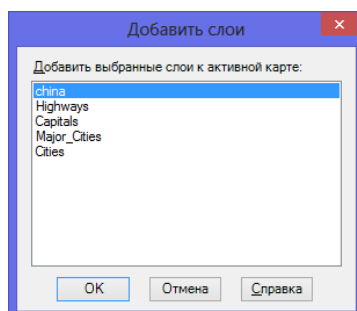 Добавить слои
Добавить выбранные слои к активной карте:
china
Highways
Capitals
Major_Cities
Cities
OK Отмена Справка